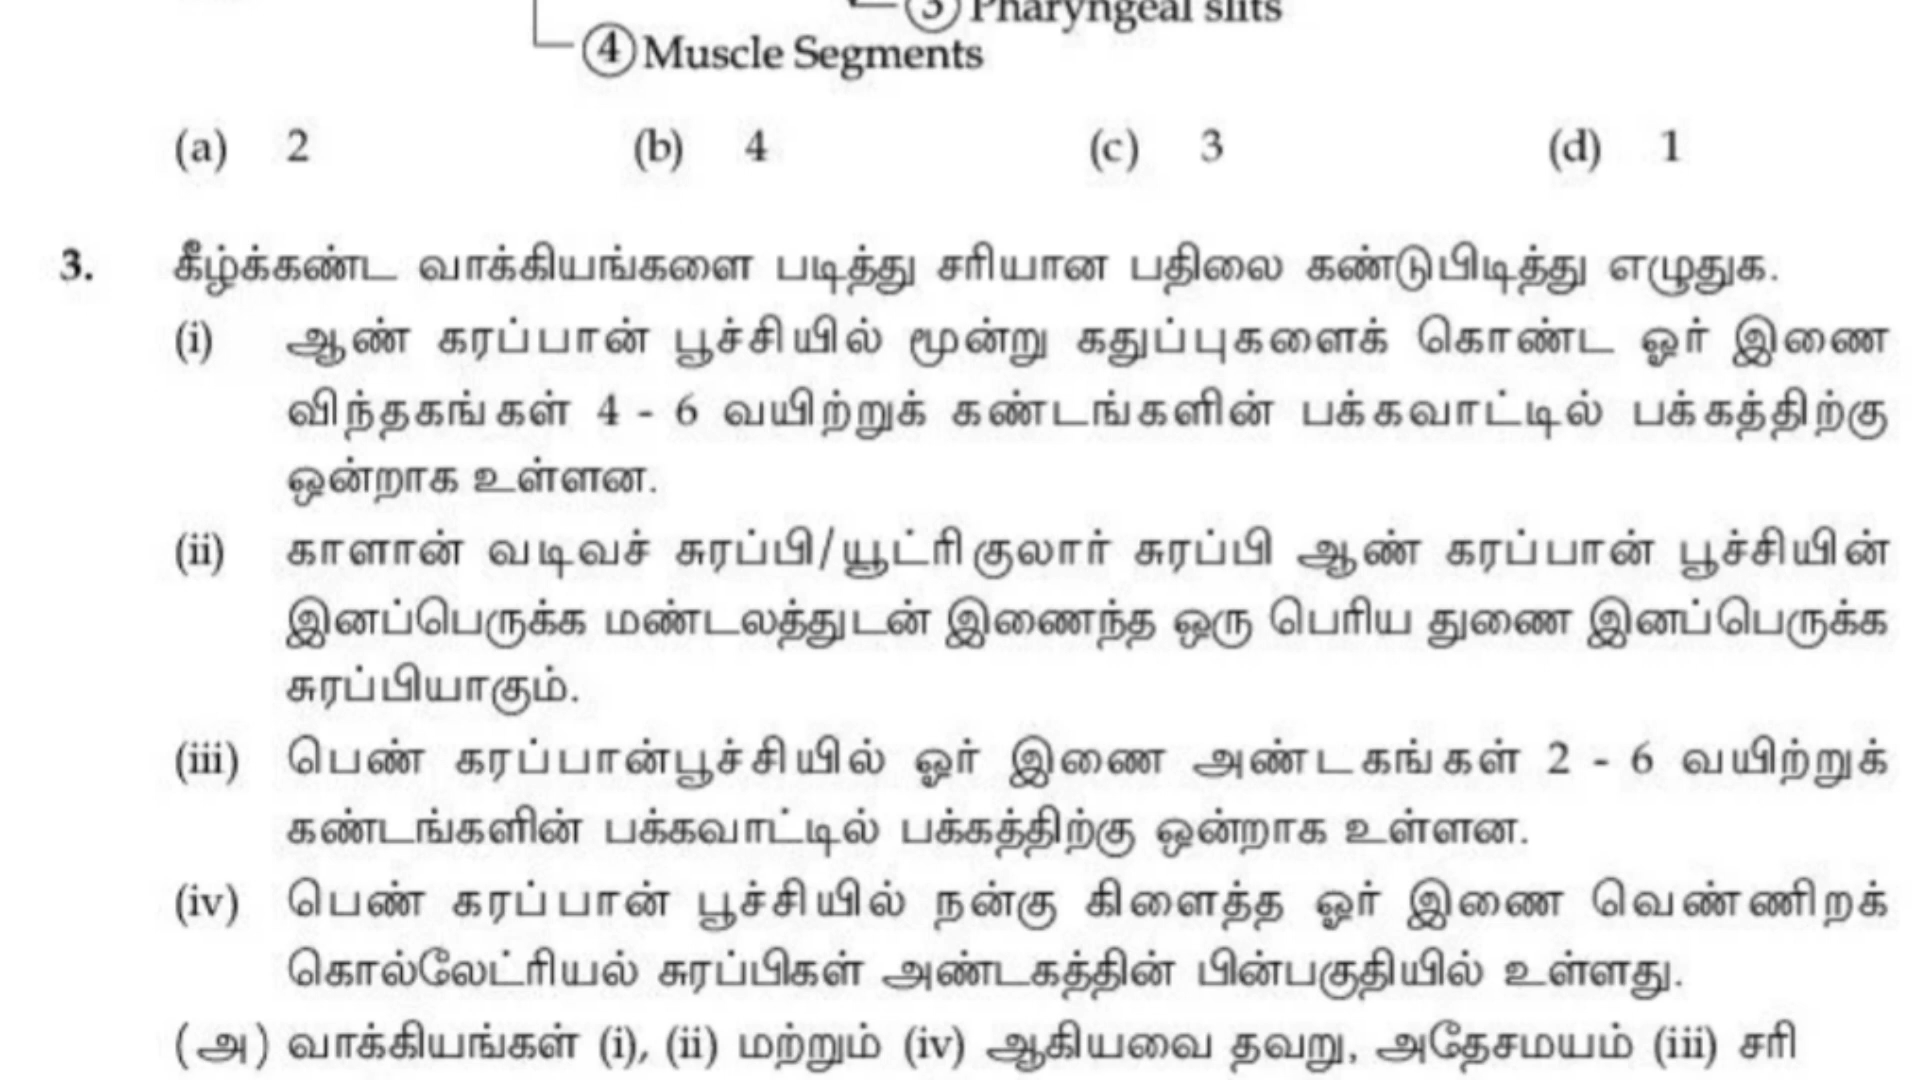 ③ Pharyngeal slits
④ Muscle Segments
(a) 2 (b) 4 (c) 3 (d) 1
3. கீழ்க்கண்ட வாக்கியங்களை படித்து சரியான பதிலை கண்டுபிடித்து எழுதுக.
(i) ஆண் கரப்பான் பூச்சியில் மூன்று கதுப்புகளைக் கொண்ட ஓர் இணை
விந்தகங்கள் 4 - 6 வயிற்றுக் கண்டங்களின் பக்கவாட்டில் பக்கத்திற்கு
ஒன்றாக உள்ளன.
(ii) காளான் வடிவச் சுரப்பி/யூட்ரிகுலார் சுரப்பி ஆண் கரப்பான் பூச்சியின்
இனப்பெருக்க மண்டலத்துடன் இணைந்த ஒரு பெரிய துணை இனப்பெருக்க
சுரப்பியாகும்.
(iii) பெண் கரப்பான்பூச்சியில் ஓர் இணை அண்டகங்கள் 2 - 6 வயிற்றுக்
கண்டங்களின் பக்கவாட்டில் பக்கத்திற்கு ஒன்றாக உள்ளன.
(iv) பெண் கரப்பான் பூச்சியில் நன்கு கிளைத்த ஓர் இணை வெண்ணிறக்
கொல்லேட்ரியல் சுரப்பிகள் அண்டகத்தின் பின்பகுதியில் உள்ளது.
(அ) வாக்கியங்கள் (i), (ii) மற்றும் (iv) ஆகியவை தவறு, அதேசமயம் (iii) சரி